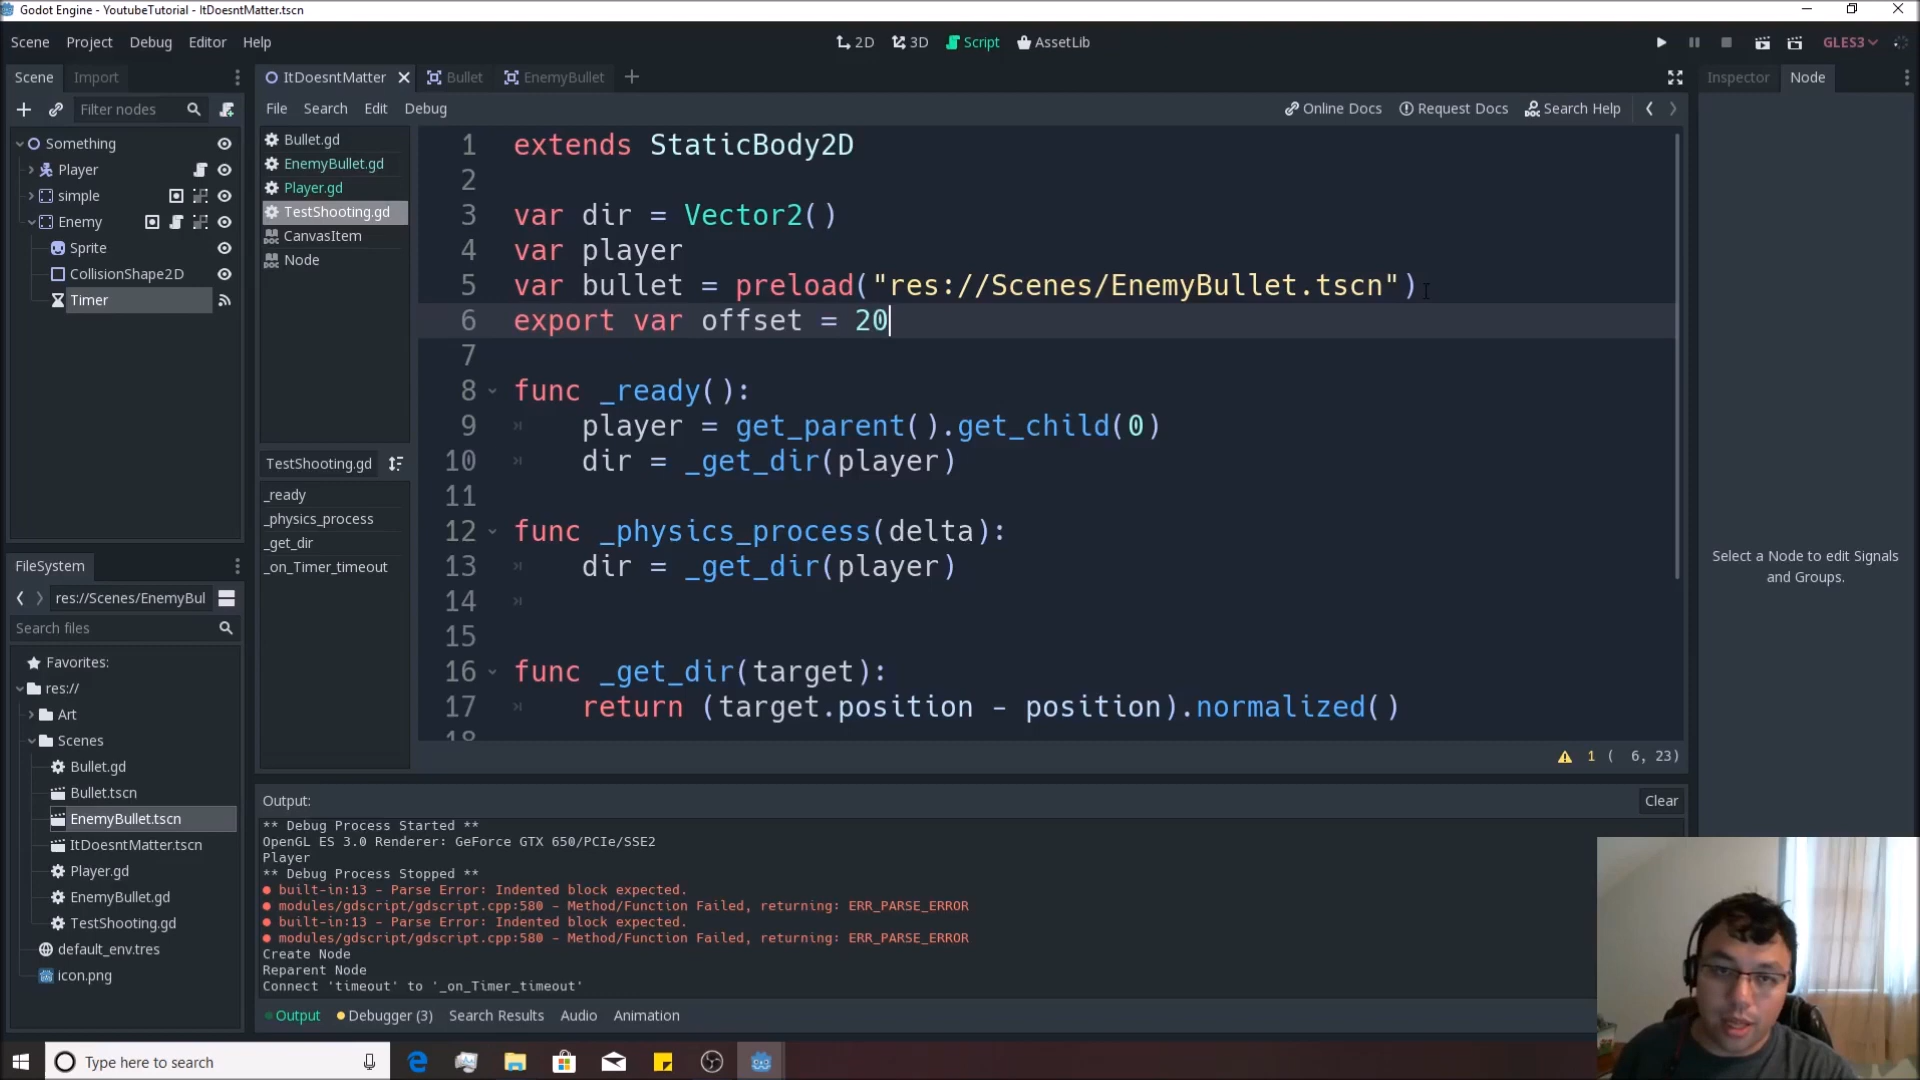 Godot Engine - YoutubeTutorial - ItDoesntMatter.tscn
Scene Project Debug Editor Help
2D 3D Script AssetLib
GLES3
Scene Import
ItDoesntMatter Bullet EnemyBullet
Inspector Node
Filter nodes
File Search Edit Debug
Online Docs Request Docs Search Help
Something
Player
simple
Enemy
Sprite
CollisionShape2D
Timer
Bullet.gd
EnemyBullet.gd
Player.gd
TestShooting.gd
CanvasItem
Node
TestShooting.gd
_ready
_physics_process
_get_dir
_on_Timer_timeout
1 extends StaticBody2D
2
3 var dir = Vector2()
4 var player
5 var bullet = preload("res://Scenes/EnemyBullet.tscn")
6 export var offset = 20
7
8 func _ready():
9 player = get_parent().get_child(0)
10 dir = _get_dir(player)
11
12 func _physics_process(delta):
13 dir = _get_dir(player)
14
15
16 func _get_dir(target):
17 return (target.position - position).normalized()
18
1 ( 6, 23)
Select a Node to edit Signals
and Groups.
FileSystem
res://Scenes/EnemyBul
Search files
Favorites:
res://
Art
Scenes
Bullet.gd
Bullet.tscn
EnemyBullet.tscn
ItDoesntMatter.tscn
Player.gd
EnemyBullet.gd
TestShooting.gd
default_env.tres
icon.png
Output:
Clear
** Debug Process Started **
OpenGL ES 3.0 Renderer: GeForce GTX 650/PCIe/SSE2
Player
** Debug Process Stopped **
built-in:13 - Parse Error: Indented block expected.
modules/gdscript/gdscript.cpp:580 - Method/Function Failed, returning: ERR_PARSE_ERROR
built-in:13 - Parse Error: Indented block expected.
modules/gdscript/gdscript.cpp:580 - Method/Function Failed, returning: ERR_PARSE_ERROR
Create Node
Reparent Node
Connect 'timeout' to '_on_Timer_timeout'
Output Debugger (3) Search Results Audio Animation
Type here to search